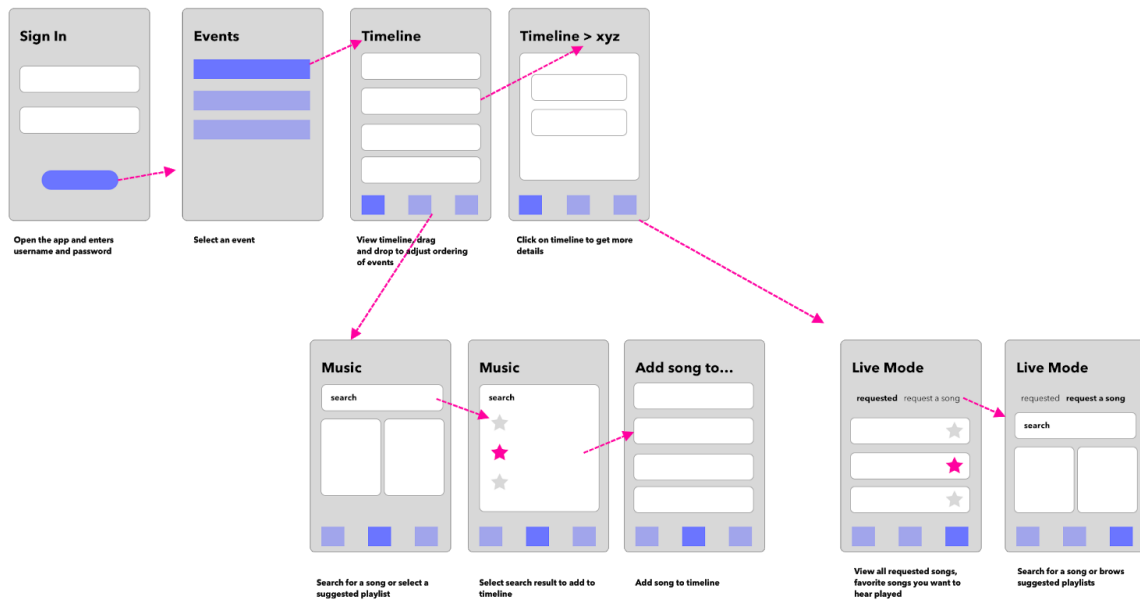 Sign In
Events
Timeline
Timeline > xyz
Open the app and enters
username and password
Select an event
View timeline, drag
and drop to adjust ordering
of events
Click on timeline to get more
details
Music
search
Music
search
Add song to...
Live Mode
requested request a song
Live Mode
requested request a song
search
Search for a song or select a
suggested playlist
Select search result to add to
timeline
Add song to timeline
View all requested songs,
favorite songs you want to
hear played
Search for a song or brows
suggested playlists